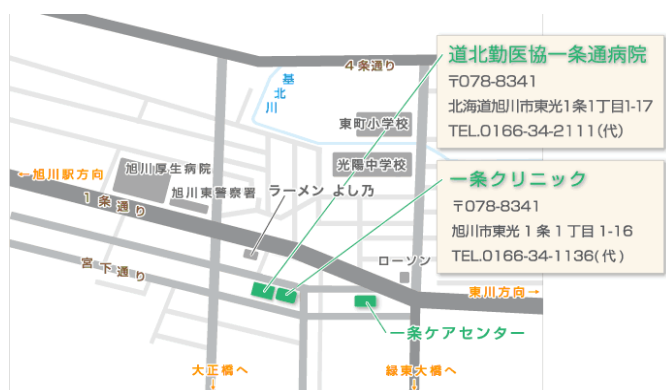 道北勤医協一条通病院
〒078-8341
北海道旭川市東光1条1丁目1-17
TEL.0166-34-2111(代)
一条クリニック
〒078-8341
旭川市東光1条1丁目1-16
TEL.0166-34-1136(代)
4条通り
基北川
東町小学校
光陽中学校
←旭川駅方向
旭川厚生病院
旭川東警察署
ラーメン よし乃
1条通り
宮下通り
ローソン
東川方向→
一条ケアセンター
大正橋へ
↓
緑東大橋へ
↓